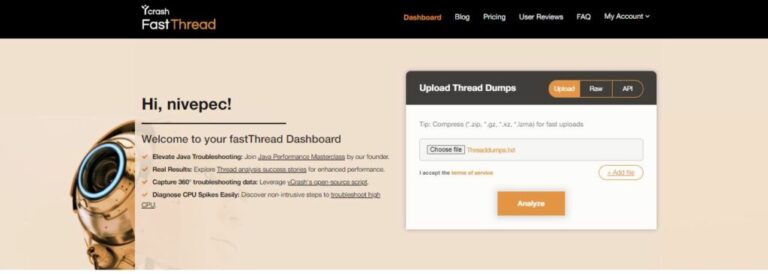 Ycrash
FastThread
Dashboard Blog Pricing User Reviews FAQ My Account
Hi, nivepec!
Welcome to your fastThread Dashboard
Elevate Java Troubleshooting: Join Java Performance Masterclass by our founder.
Real Results: Explore Thread analysis success stories for enhanced performance.
Capture 360° troubleshooting data: Leverage yCrash's open source script.
Diagnose CPU Spikes Easily: Discover non-intrusive steps to troubleshoot high
CPU.
Upload Thread Dumps
Upload Raw API
Tip: Compress (*.zip, *.gz, *.xz, *.lzma) for fast uploads
Choose file Threaddumps.txt
I accept the terms of service
+ Add file
Analyze